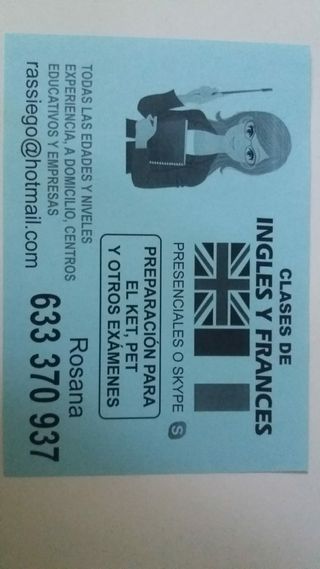 CLASES DE
INGLES Y FRANCES
PRESENCIALES O SKYPE S
PREPARACIÓN PARA
EL KET, PET
Y OTROS EXÁMENES
TODAS LAS EDADES Y NIVELES
EXPERIENCIA, A DOMICILIO, CENTROS
EDUCATIVOS Y EMPRESAS
rassiego@hotmail.com
Rosana
633 370 937